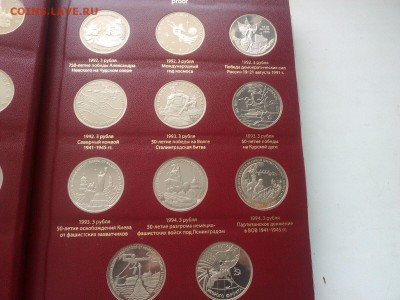 СОИН.LAVE.RU
proof
1992. 3 рубля
750-летие победы Александра
Невского на Чудском озере
1992. 3 рубля
Международный
год космоса
1992. 3 рубля
Победа демократических сил
России 19-21 августа 1991 г.
1992. 3 рубля
Северный конвой
1941-1945 гг.
1993. 3 рубля
50-летие победы на Волге
Сталинградская битва
1993. 3 рубля
50-летие победы
на Курской дуге
1993. 3 рубля
50-летие освобождения Киева
от фашистских захватчиков
1994. 3 рубля
50-летие разгрома немецко-
фашистских войск под Ленинградом
1994. 3 рубля
Партизанское движение
в ВОВ 1941-1945 гг.